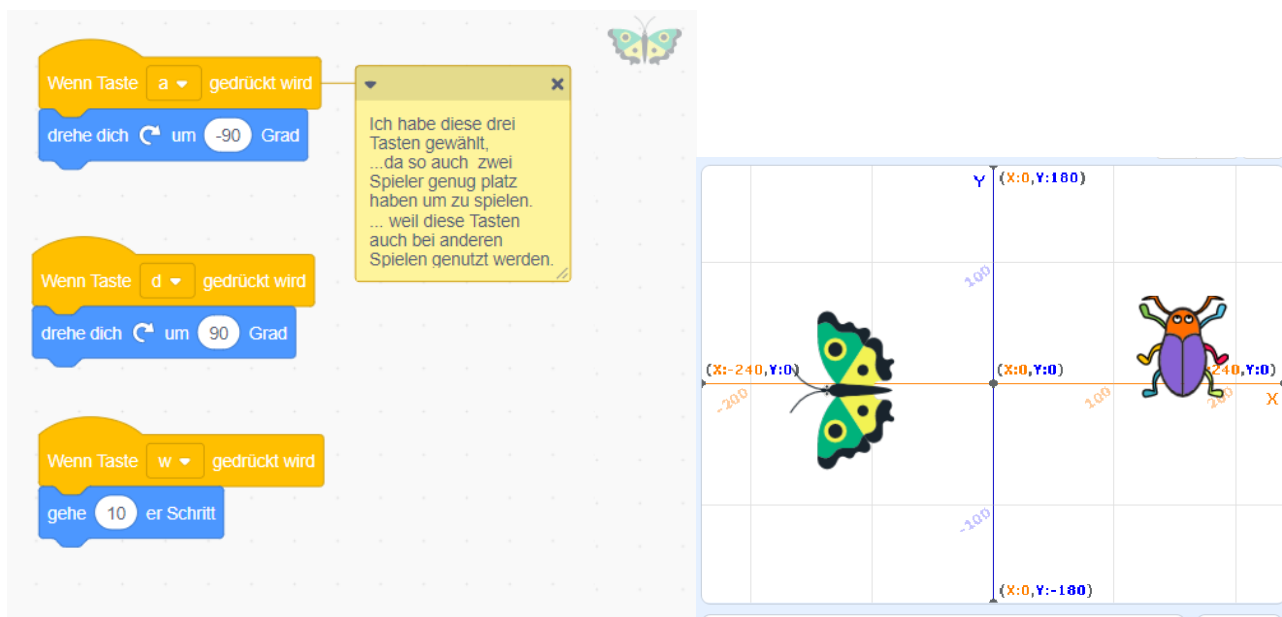 Wenn Taste a gedrückt wird
drehe dich um -90 Grad
Ich habe diese drei
Tasten gewählt,
...da so auch zwei
Spieler genug platz
haben um zu spielen.
... weil diese Tasten
auch bei anderen
Spielen genutzt werden.
Wenn Taste d gedrückt wird
drehe dich um 90 Grad
Wenn Taste w gedrückt wird
gehe 10 er Schritt
Y (X:0,Y:180)
100
(X:-240,Y:0) (X:0,Y:0) 240,Y:0)
-200 100 200 X
-100
(X:0,Y:-180)